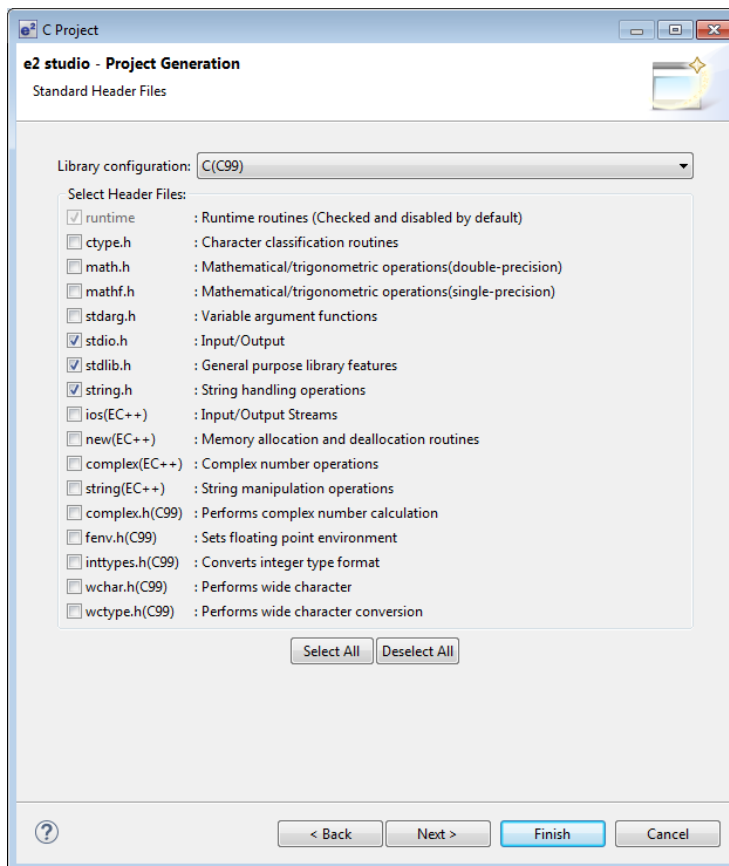 e² C Project
e2 studio - Project Generation
Standard Header Files
Library configuration: C(C99)
Select Header Files:
runtime : Runtime routines (Checked and disabled by default)
ctype.h : Character classification routines
math.h : Mathematical/trigonometric operations(double-precision)
mathf.h : Mathematical/trigonometric operations(single-precision)
stdarg.h : Variable argument functions
stdio.h : Input/Output
stdlib.h : General purpose library features
string.h : String handling operations
ios(EC++) : Input/Output Streams
new(EC++) : Memory allocation and deallocation routines
complex(EC++) : Complex number operations
string(EC++) : String manipulation operations
complex.h(C99) : Performs complex number calculation
fenv.h(C99) : Sets floating point environment
inttypes.h(C99) : Converts integer type format
wchar.h(C99) : Performs wide character
wctype.h(C99) : Performs wide character conversion
Select All Deselect All
? < Back Next > Finish Cancel